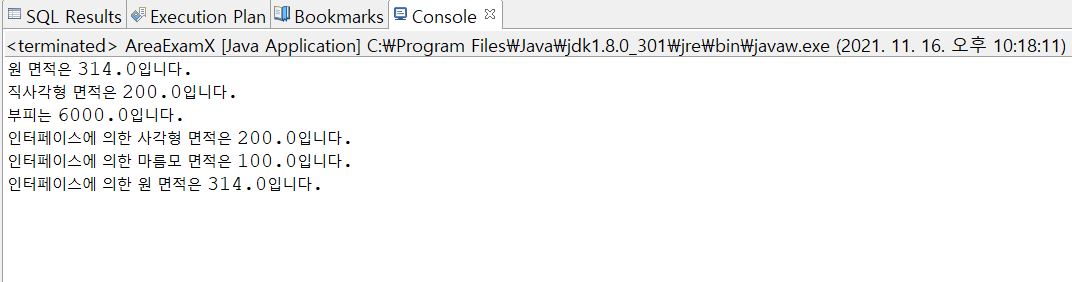 SQL Results Execution Plan Bookmarks Console
<terminated> AreaExamX [Java Application] C:₩Program Files₩Java₩jdk1.8.0_301₩jre₩bin₩javaw.exe (2021. 11. 16. 오후 10:18:11)
원 면적은 314.0입니다.
직사각형 면적은 200.0입니다.
부피는 6000.0입니다.
인터페이스에 의한 사각형 면적은 200.0입니다.
인터페이스에 의한 마름모 면적은 100.0입니다.
인터페이스에 의한 원 면적은 314.0입니다.